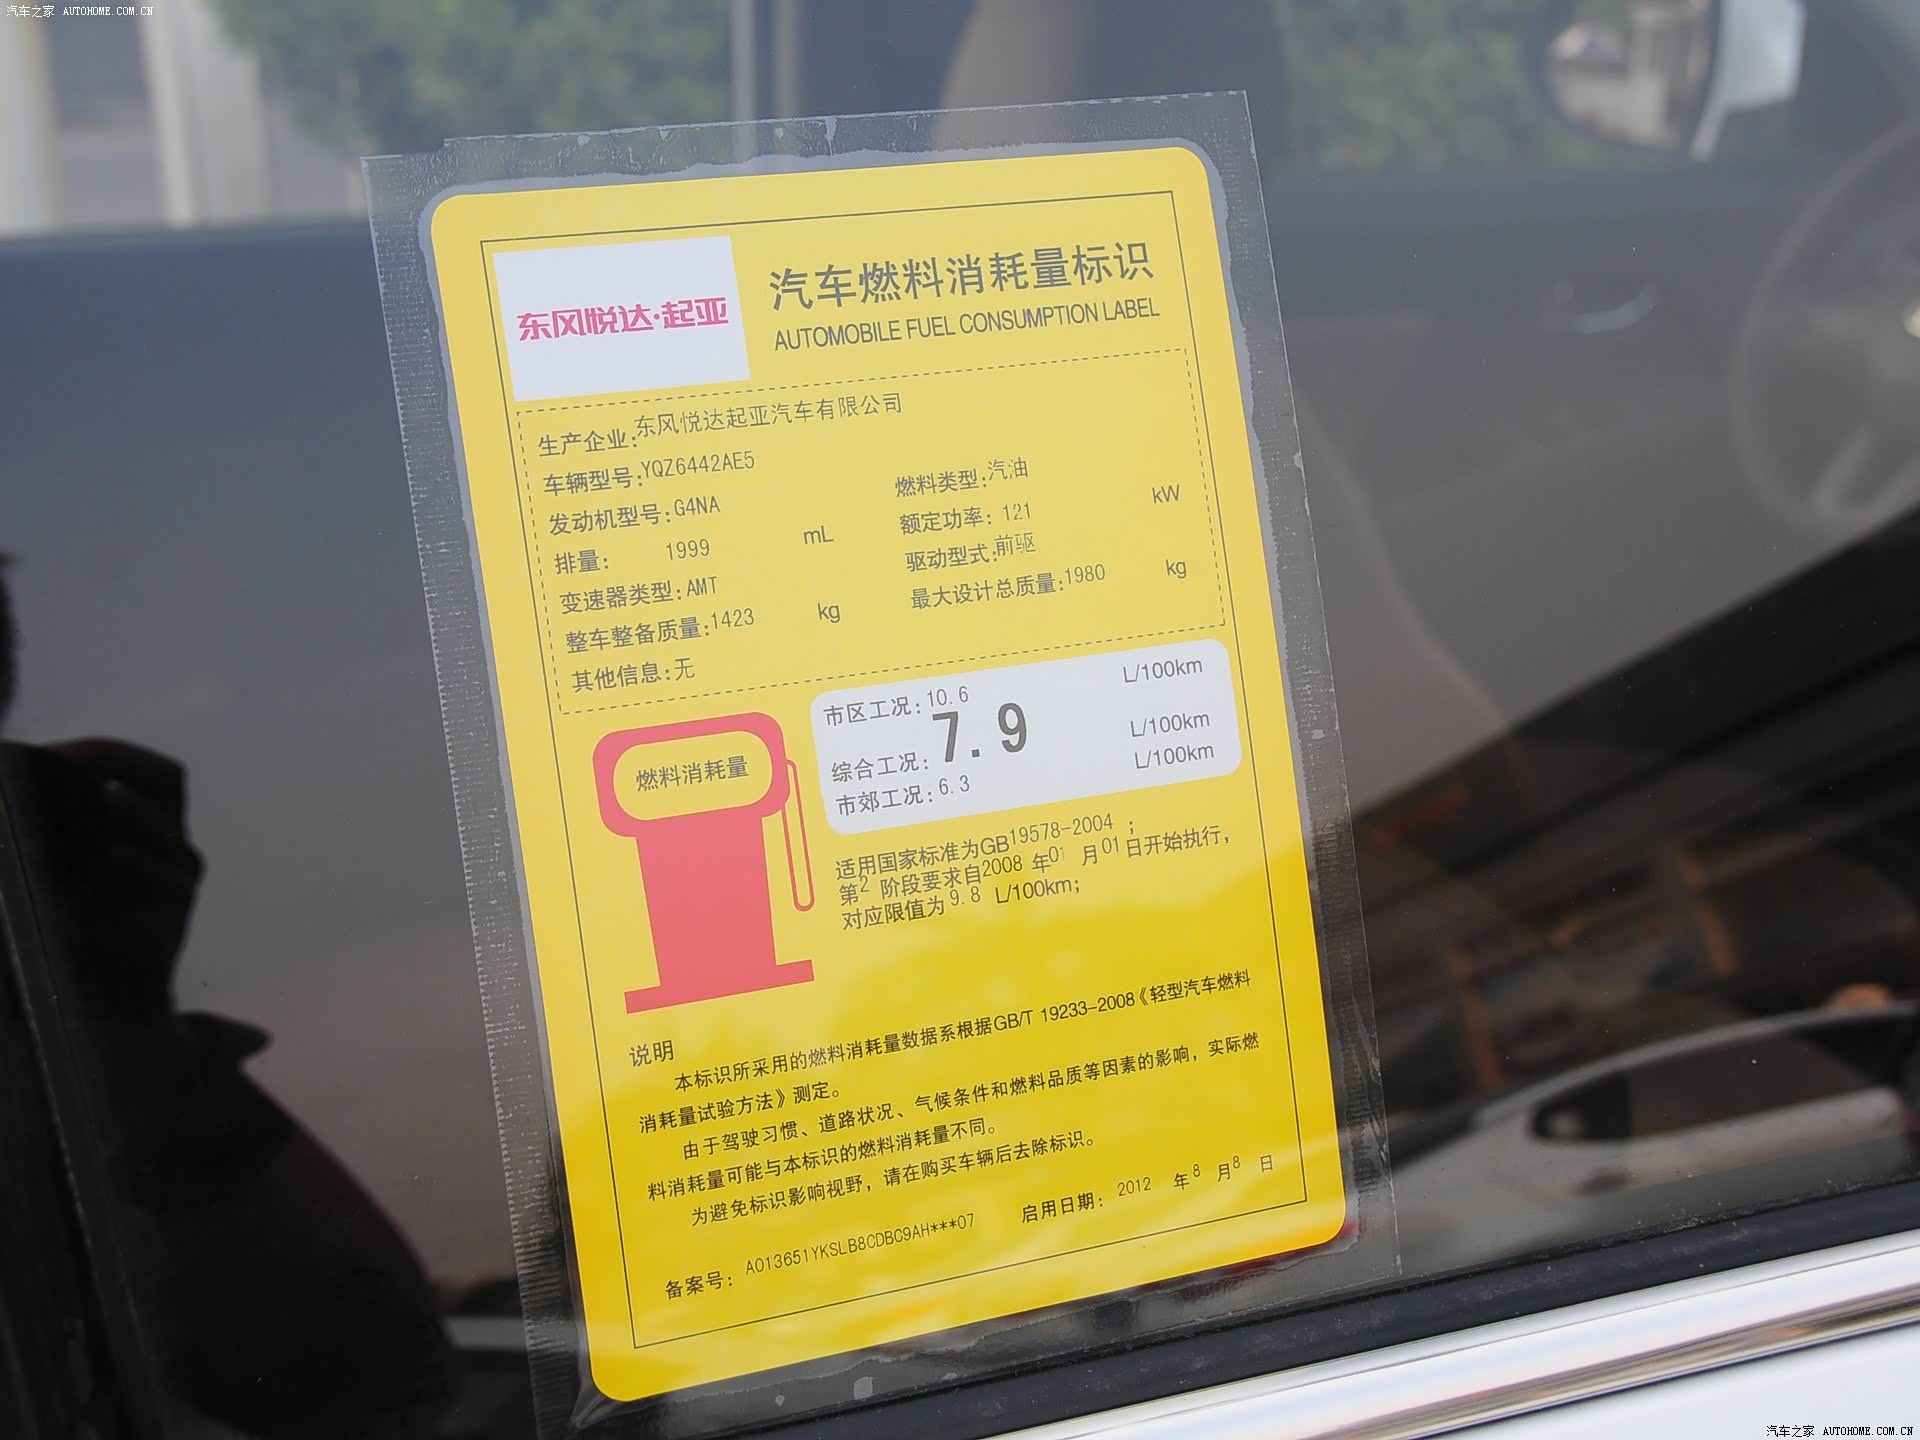 汽车之家 AUTOHOME.COM.CN
东风悦达·起亚
汽车燃料消耗量标识
AUTOMOBILE FUEL CONSUMPTION LABEL
生产企业:东风悦达起亚汽车有限公司
车辆型号:YQZ6442AE5
发动机型号:G4NA 燃料类型:汽油
排量: 1999 mL 额定功率: 121 kW
变速器类型:AMT 驱动型式:前驱
整车整备质量:1423 kg 最大设计总质量:1980 kg
其他信息:无
市区工况:10.6 L/100km
综合工况:7.9 L/100km
市郊工况:6.3 L/100km
燃料消耗量
适用国家标准为GB19578-2004 ;
第2 阶段要求自2008 年01 月01日开始执行,
对应限值为9.8 L/100km;
说明
本标识所采用的燃料消耗量数据系根据GB/T 19233-2008《轻型汽车燃料
消耗量试验方法》测定。
由于驾驶习惯、道路状况、气候条件和燃料品质等因素的影响，实际燃
料消耗量可能与本标识的燃料消耗量不同。
为避免标识影响视野，请在购买车辆后去除标识。
备案号: A013651YKSLB8CDBC9AH***07 启用日期: 2012 年8 月8 日
汽车之家 AUTOHOME.COM.CN